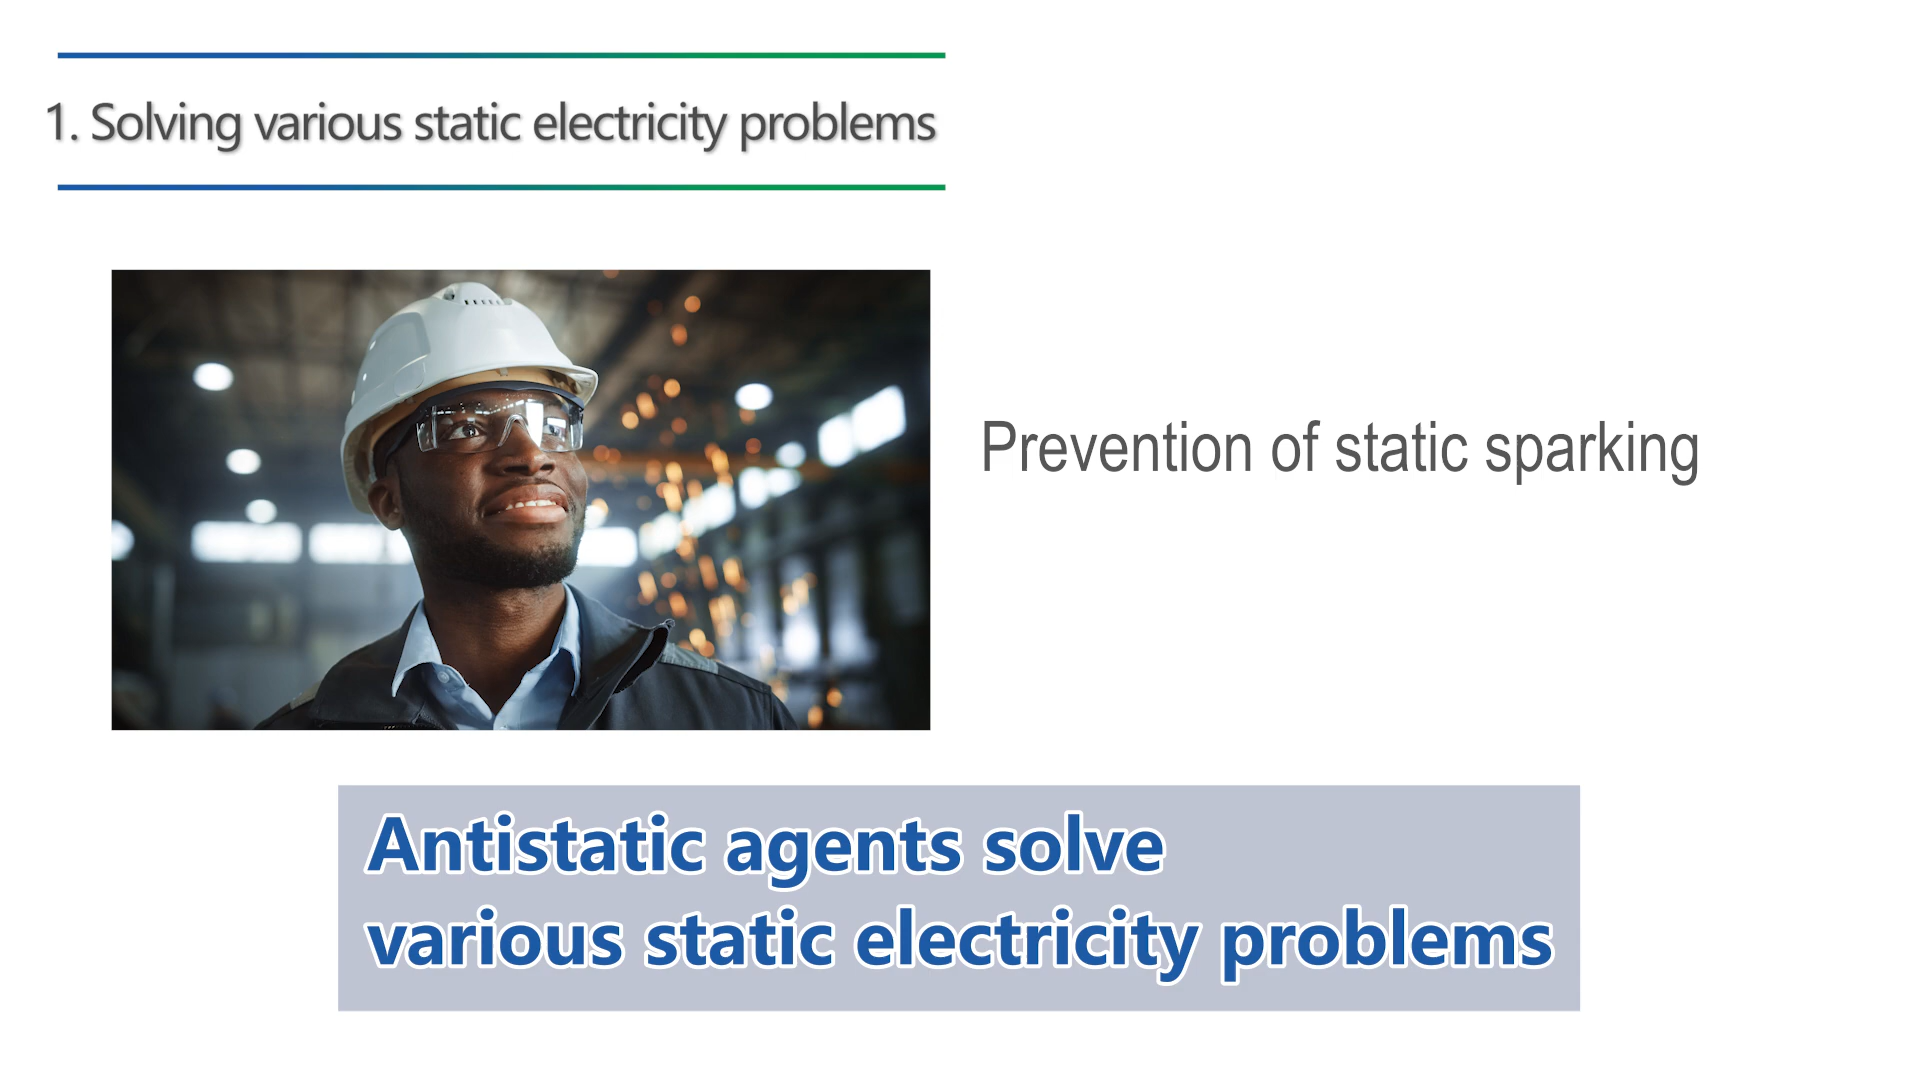 1. Solving various static electricity problems
Prevention of static sparking
Antistatic agents solve
various static electricity problems